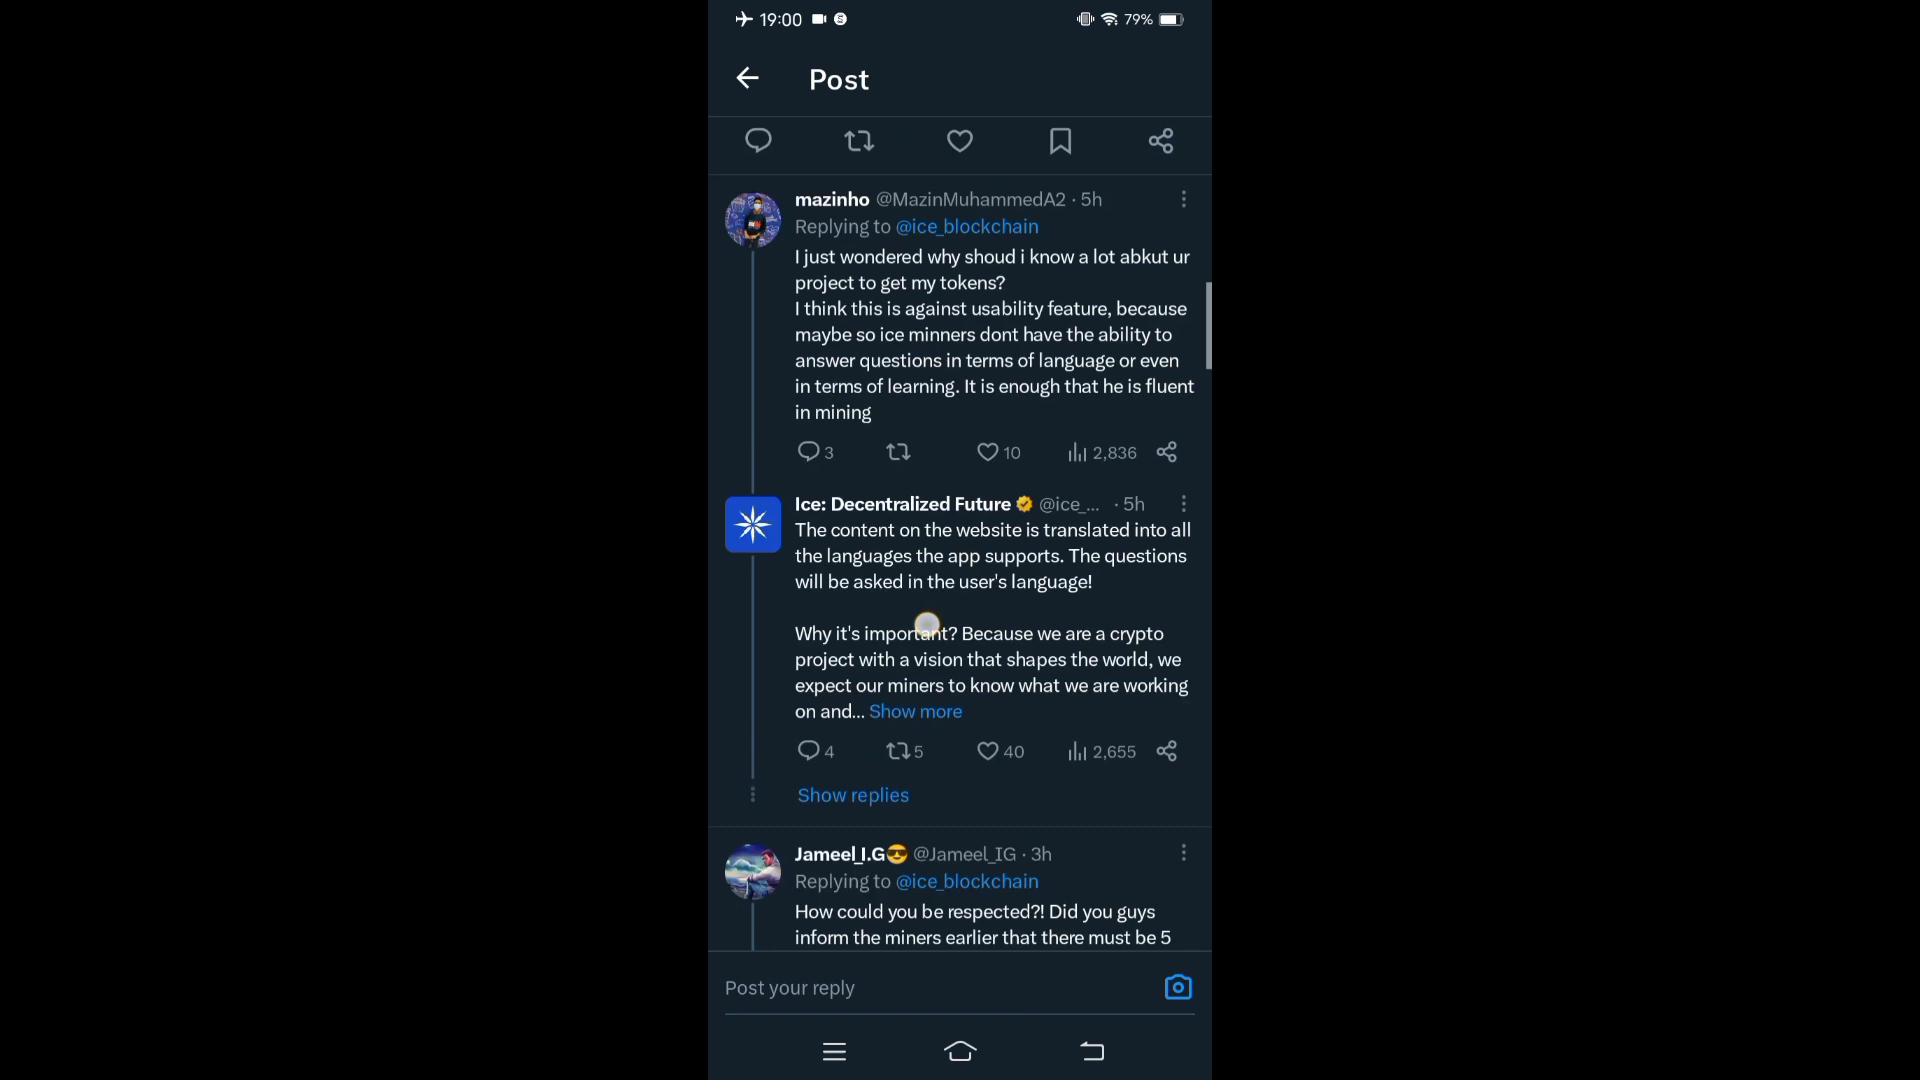 19:00
79%
Post
mazinho @MazinMuhammedA2 · 5h
Replying to @ice_blockchain
I just wondered why shoud i know a lot abkut ur
project to get my tokens?
I think this is against usability feature, because
maybe so ice minners dont have the ability to
answer questions in terms of language or even
in terms of learning. It is enough that he is fluent
in mining
3 10 2,836
Ice: Decentralized Future @ice_... · 5h
The content on the website is translated into all
the languages the app supports. The questions
will be asked in the user's language!
Why it's important? Because we are a crypto
project with a vision that shapes the world, we
expect our miners to know what we are working
on and... Show more
4 5 40 2,655
Show replies
Jameel_I.G😎 @Jameel_IG · 3h
Replying to @ice_blockchain
How could you be respected?! Did you guys
inform the miners earlier that there must be 5
Post your reply